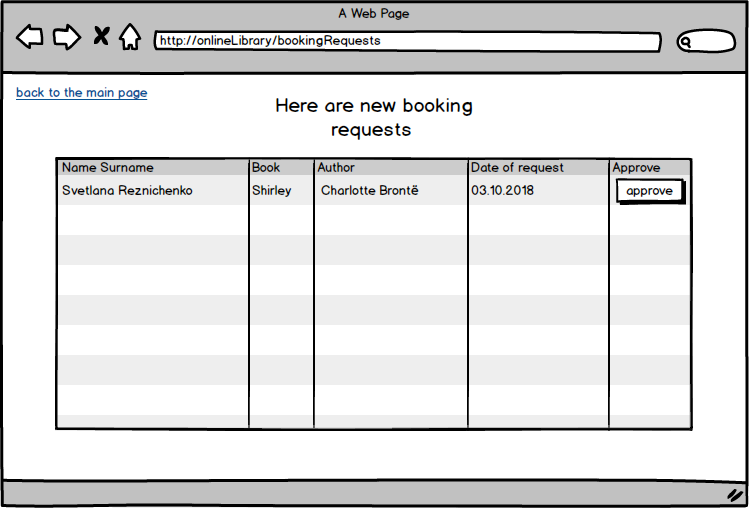 A Web Page
http://onlineLibrary/bookingRequests
back to the main page
Here are new booking
requests
Name Surname Book Author Date of request Approve
Svetlana Reznichenko Shirley Charlotte Brontë 03.10.2018 approve